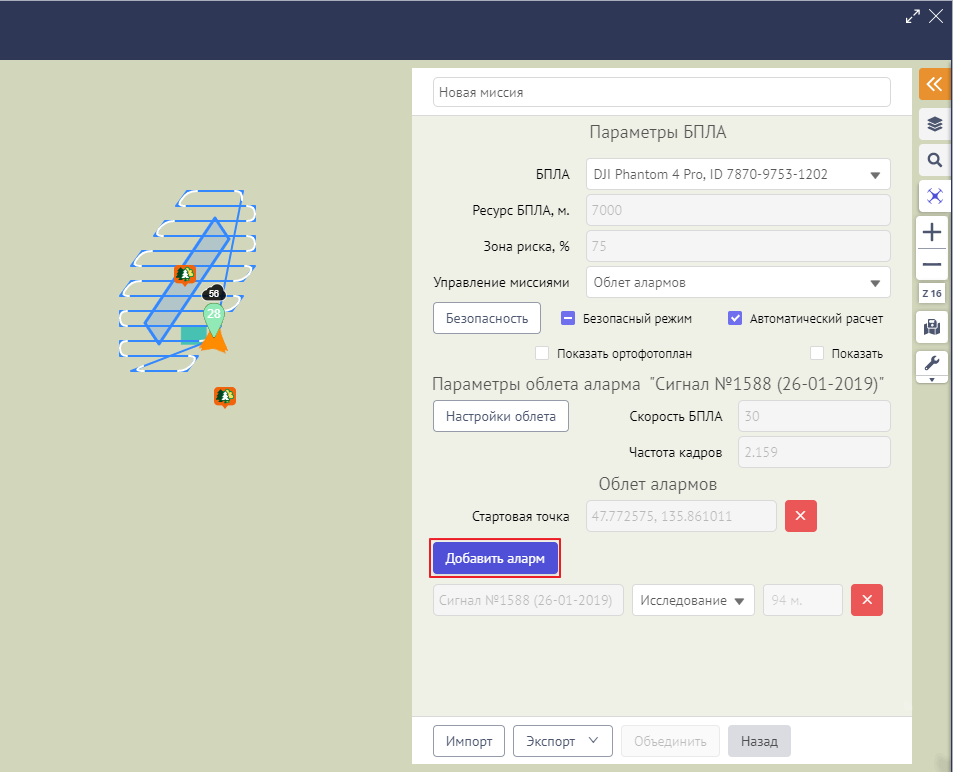 Новая миссия
Параметры БПЛА
БПЛА DJI Phantom 4 Pro, ID 7870-9753-1202
Ресурс БПЛА, м. 7000
Зона риска, % 75
Управление миссиями Облет алармов
Безопасность Безопасный режим Автоматический расчет
Показать ортофотоплан Показать
Параметры облета аларма "Сигнал №1588 (26-01-2019)"
Настройки облета Скорость БПЛА 30
Частота кадров 2.159
Облет алармов
Стартовая точка 47.772575, 135.861011
Добавить аларм
Сигнал №1588 (26-01-2019) Исследование 94 м.
Импорт Экспорт Объединить Назад
56
28
Z 16